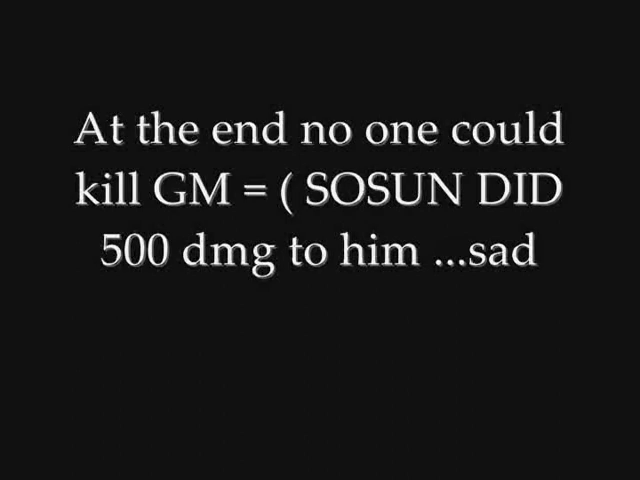 At the end no one could
kill GM = ( SOSUN DID
500 dmg to him ...sad